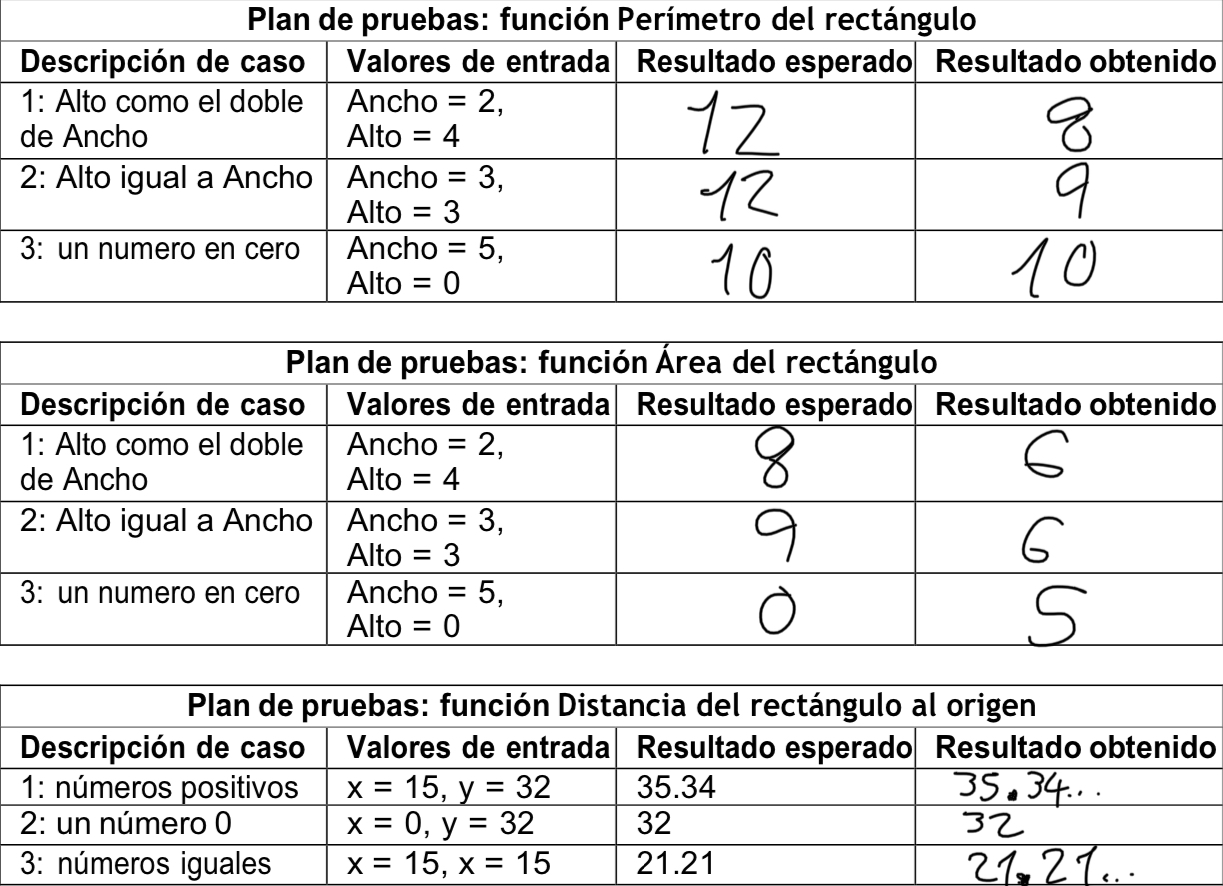 Plan de pruebas: función Perímetro del rectángulo
Descripción de caso Valores de entrada Resultado esperado Resultado obtenido
1: Alto como el doble de Ancho Ancho = 2, Alto = 4 12 8
2: Alto igual a Ancho Ancho = 3, Alto = 3 12 9
3: un numero en cero Ancho = 5, Alto = 0 10 10
Plan de pruebas: función Área del rectángulo
Descripción de caso Valores de entrada Resultado esperado Resultado obtenido
1: Alto como el doble de Ancho Ancho = 2, Alto = 4 8 6
2: Alto igual a Ancho Ancho = 3, Alto = 3 9 6
3: un numero en cero Ancho = 5, Alto = 0 0 5
Plan de pruebas: función Distancia del rectángulo al origen
Descripción de caso Valores de entrada Resultado esperado Resultado obtenido
1: números positivos x = 15, y = 32 35.34 35.34...
2: un número 0 x = 0, y = 32 32 32
3: números iguales x = 15, x = 15 21.21 21.21...